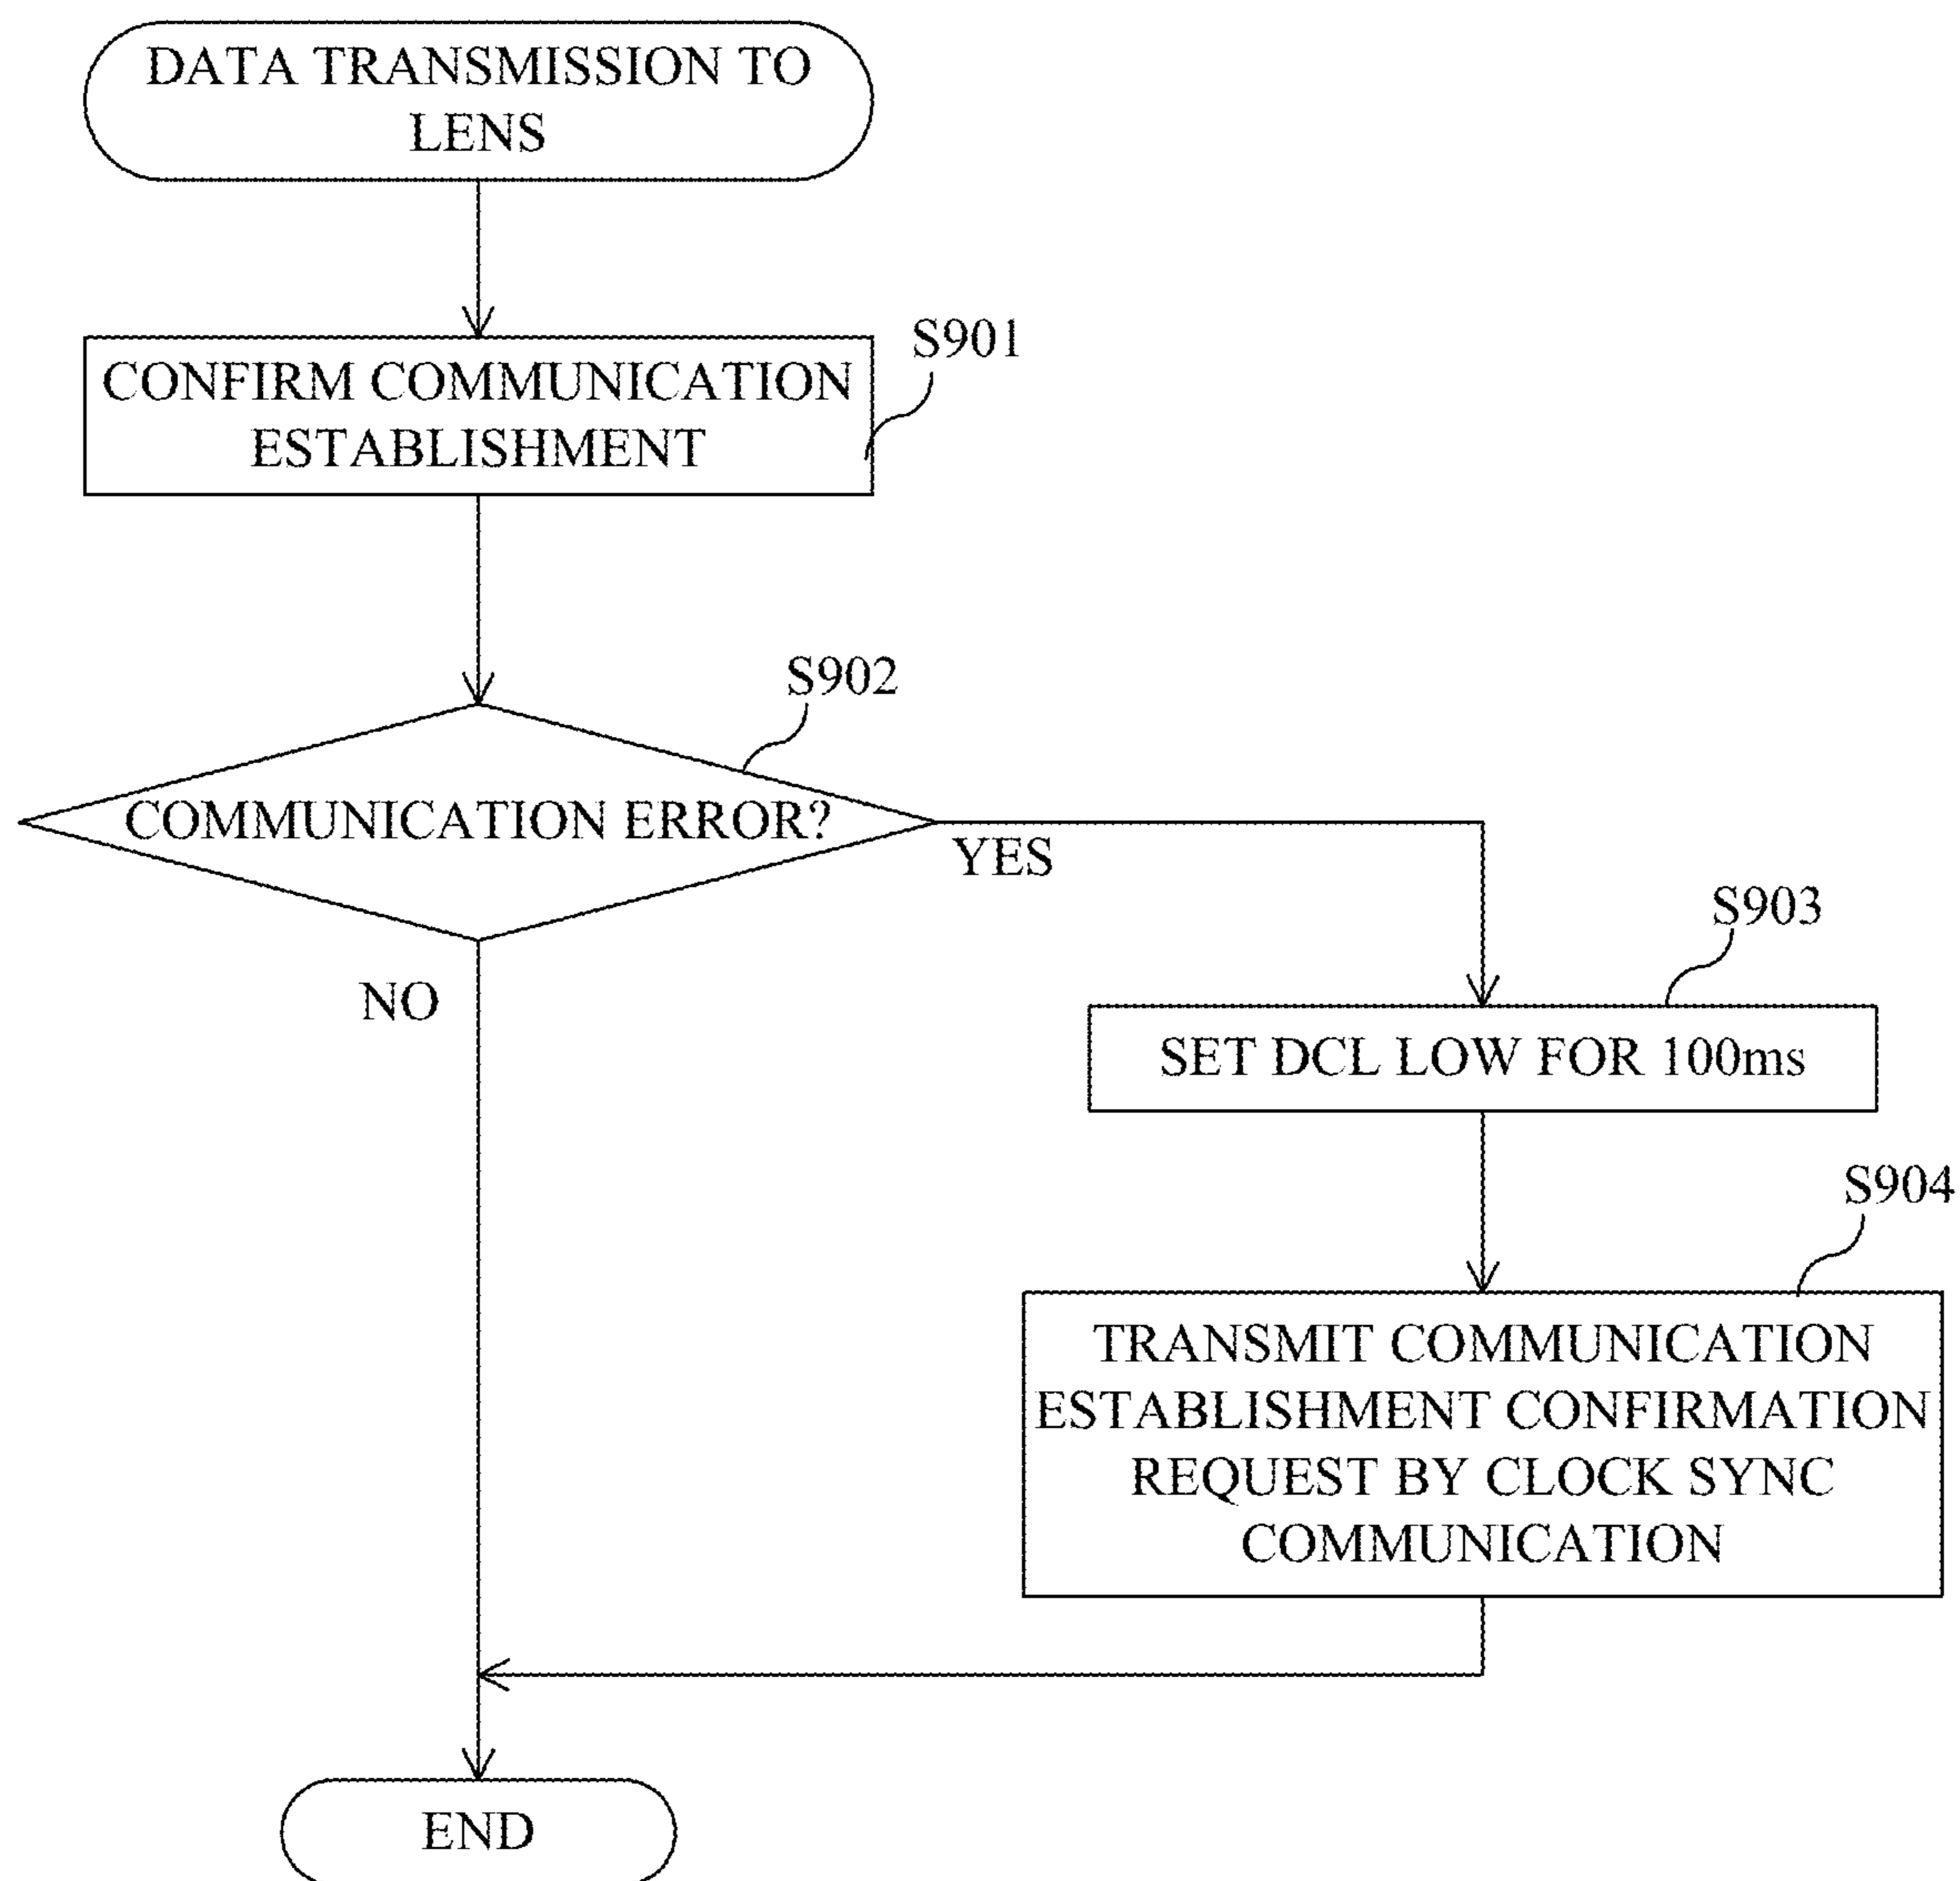 DATA TRANSMISSION TO
LENS
S901
CONFIRM COMMUNICATION
ESTABLISHMENT
S902
COMMUNICATION ERROR?
YES
NO
S903
SET DCL LOW FOR 100ms
S904
TRANSMIT COMMUNICATION
ESTABLISHMENT CONFIRMATION
REQUEST BY CLOCK SYNC
COMMUNICATION
END